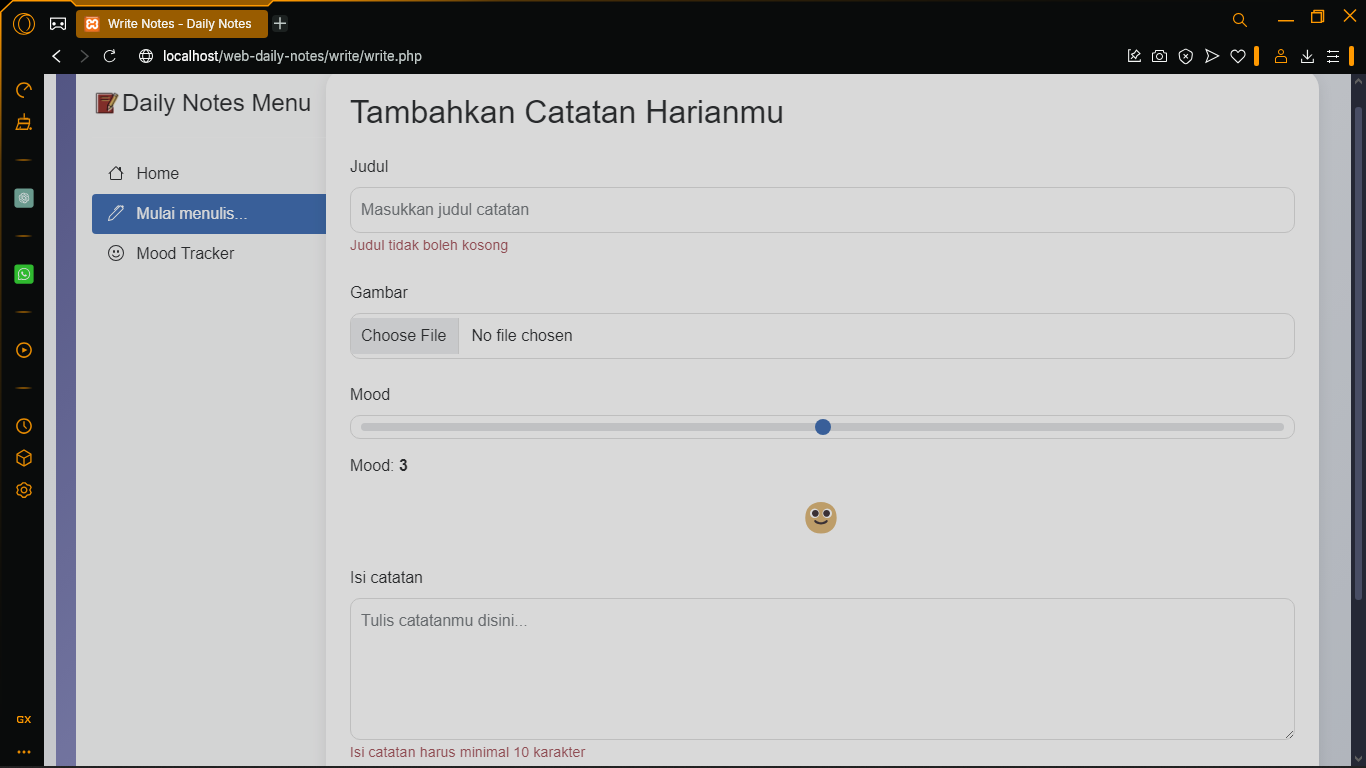 Write Notes - Daily Notes
localhost/web-daily-notes/write/write.php
Daily Notes Menu
Home
Mulai menulis...
Mood Tracker
Tambahkan Catatan Harianmu
Judul
Masukkan judul catatan
Judul tidak boleh kosong
Gambar
Choose File No file chosen
Mood
Mood: 3
Isi catatan
Tulis catatanmu disini...
Isi catatan harus minimal 10 karakter
GX